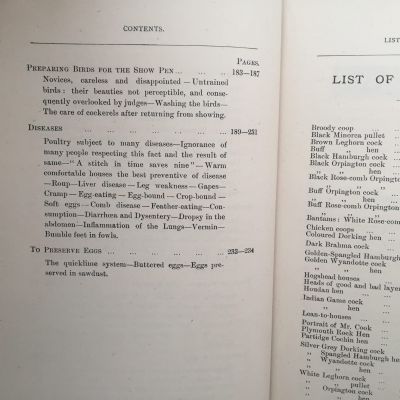 CONTENTS.
PAGES.
PREPARING BIRDS FOR THE SHOW PEN... ... ... 183—187
Novices, careless and disappointed — Untrained
birds: their beauties not perceptible, and conse-
quently overlooked by judges—Washing the birds—
The care of cockerels after returning from showing.
DISEASES ... ... ... ... ... ... 189—231
Poultry subject to many diseases—Ignorance of
many people respecting this fact and the result of
same—"A stitch in time saves nine"—Warm
comfortable houses the best preventive of disease
—Roup—Liver disease—Leg weakness—Gapes—
Cramp—Egg-eating—Egg-bound—Crop-bound—
Soft eggs—Comb disease—Feather-eating—Con-
sumption—Diarrhœa and Dysentery—Dropsy in the
abdomen—Inflamation of the Lungs—Vermin—
Bumble feet in fowls.
TO PRESERVE EGGS ... ... ... ... ... 233—234
The quicklime system—Buttered eggs—Eggs pre-
served in sawdust.
LIST
LIST OF
Broody coop
Black Minorca pullet
Brown Leghorn cock
Buff " hen
Black Hamburgh cock
Black Orpington cock
" " hen
Black Rose-comb Orpington
" "
Buff Orpington cock
" " hen
Buff Rose-comb Orpington
" "
Bantams: White Rose-comb
Chicken coops
Coloured Dorking hen
Dark Brahma cock
Golden-Spangled Hamburgh
Golden Wyandotte cock
" " hen
Hogshead houses
Heads of good and bad layers
Houdan hen
Indian Game cock
" " hen
Lean-to-houses
Portrait of Mr. Cook
Plymouth Rock Hen
Partidge Cochin hen
Silver Grey Dorking cock
" Spangled Hamburgh hen
" Wyandotte cock
" " hen
White Leghorn cock
" " pullet
" Orpington cock
" " hen